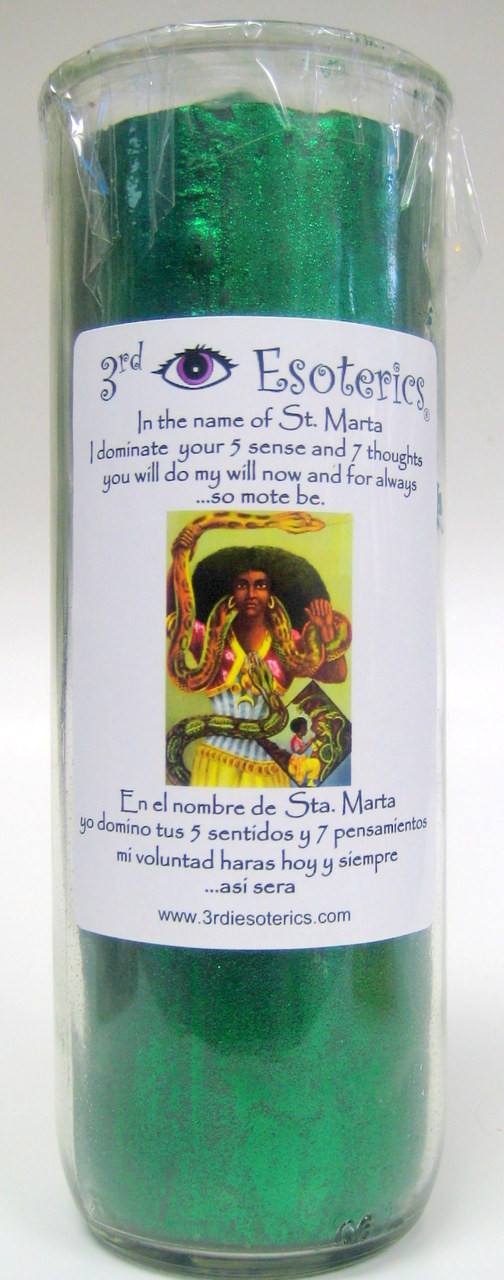 3rd Esoterics®
In the name of St. Marta
I dominate your 5 sense and 7 thoughts
you will do my will now and for always
...so mote be.
En el nombre de Sta. Marta
yo domino tus 5 sentidos y 7 pensamientos
mi voluntad haras hoy y siempre
...asi sera
www.3rdiesoterics.com